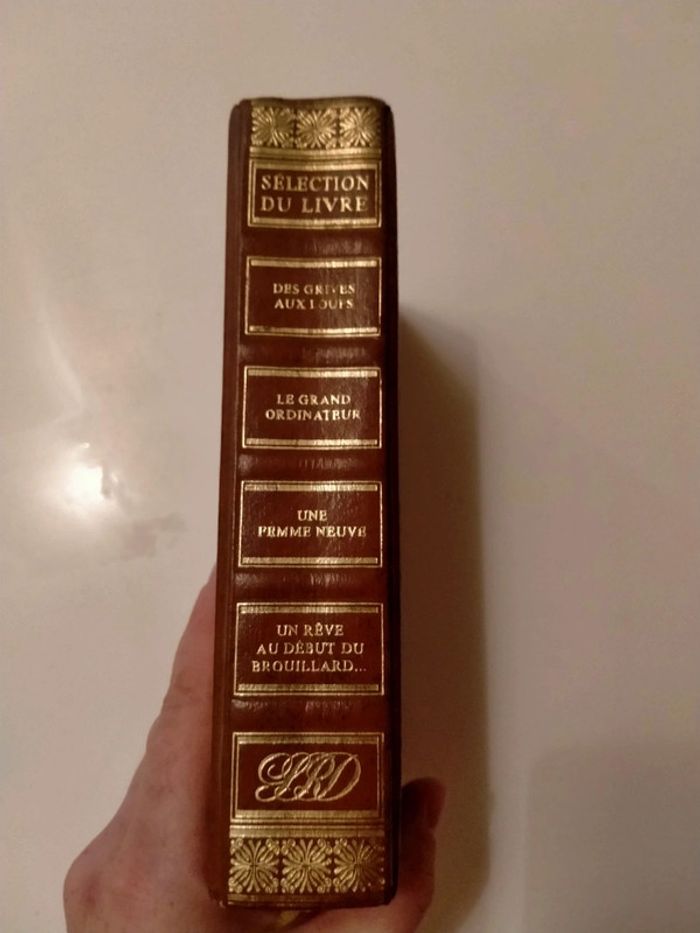 SÉLECTION
DU LIVRE
DES GRIVES
AUX LOUPS
LE GRAND
ORDINATEUR
UNE
FEMME NEUVE
UN RÊVE
AU DÉBUT DU
BROUILLARD...
SRD